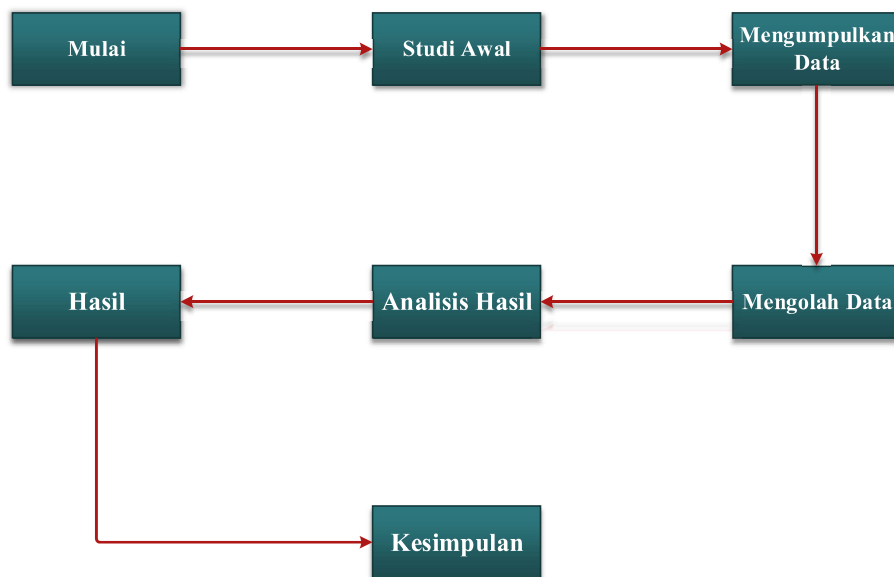 Mulai
Studi Awal
Mengumpulkan
Data
Mengolah Data
Analisis Hasil
Hasil
Kesimpulan